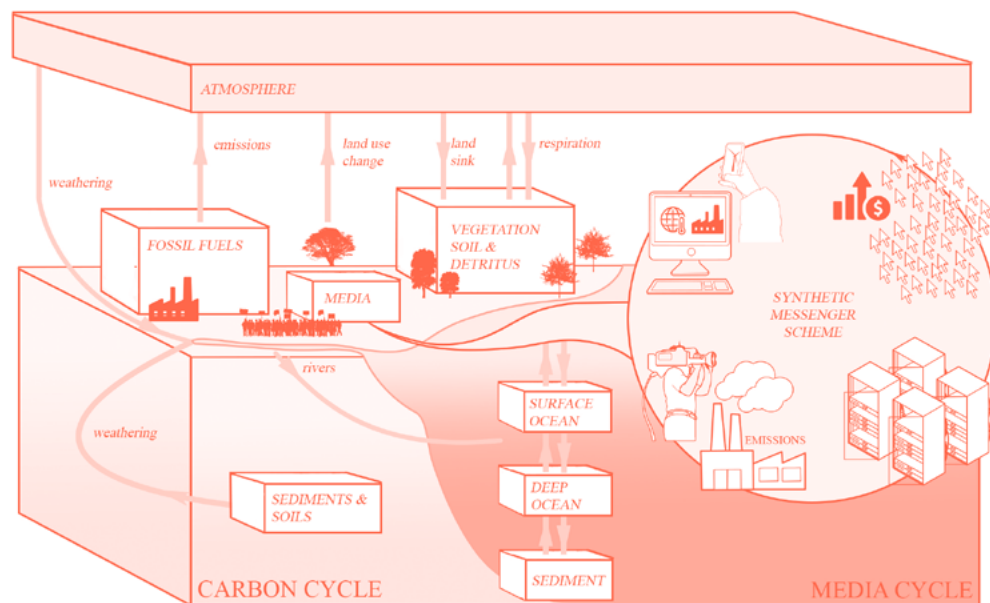 ATMOSPHERE
emissions
land use
change
land
sink
respiration
weathering
FOSSIL FUELS
VEGETATION
SOIL &
DETRITUS
MEDIA
$
SYNTHETIC
MESSENGER
SCHEME
rivers
SURFACE
OCEAN
weathering
EMISSIONS
DEEP
OCEAN
SEDIMENTS &
SOILS
SEDIMENT
CARBON CYCLE
MEDIA CYCLE